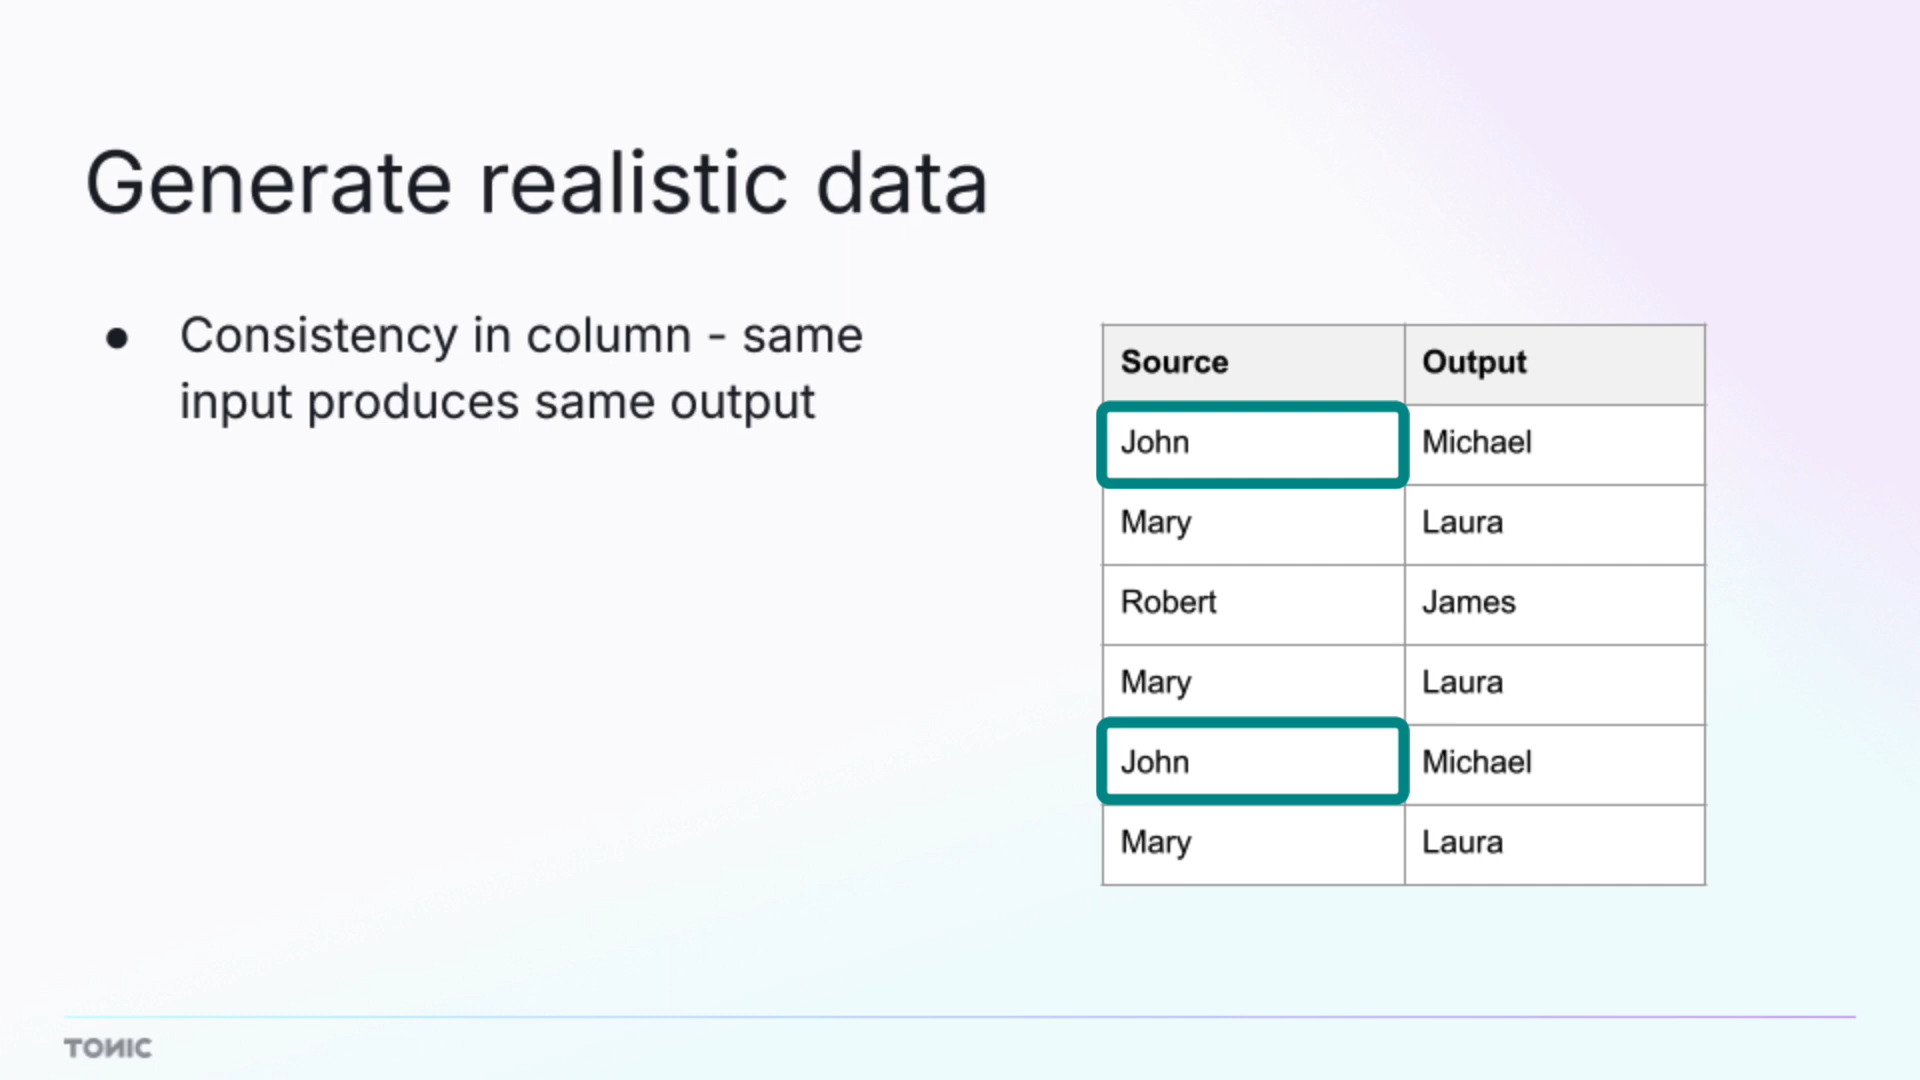 Generate realistic data
● Consistency in column - same
input produces same output
Source Output
John Michael
Mary Laura
Robert James
Mary Laura
John Michael
Mary Laura
TONIC